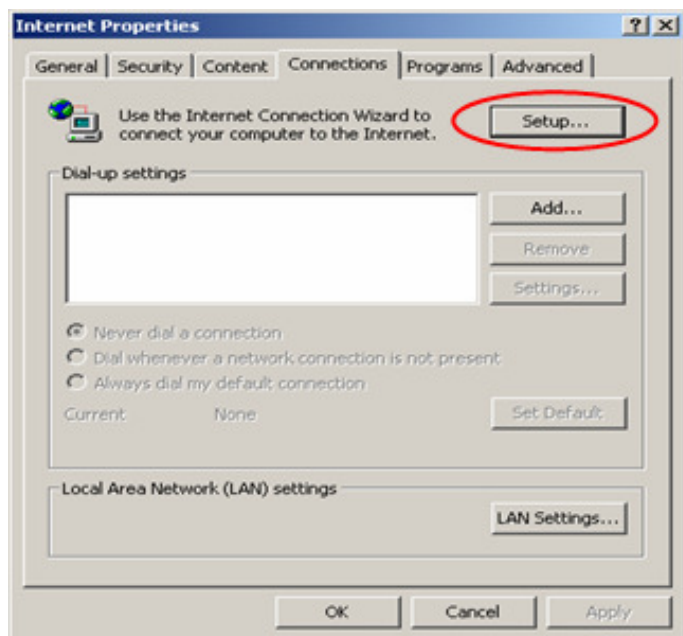 Internet Properties
General Security Content Connections Programs Advanced
Use the Internet Connection Wizard to
connect your computer to the Internet.
Setup...
Dial-up settings
Add...
Remove
Settings...
Never dial a connection
Dial whenever a network connection is not present
Always dial my default connection
Current None
Set Default
Local Area Network (LAN) settings
LAN Settings...
OK Cancel Apply